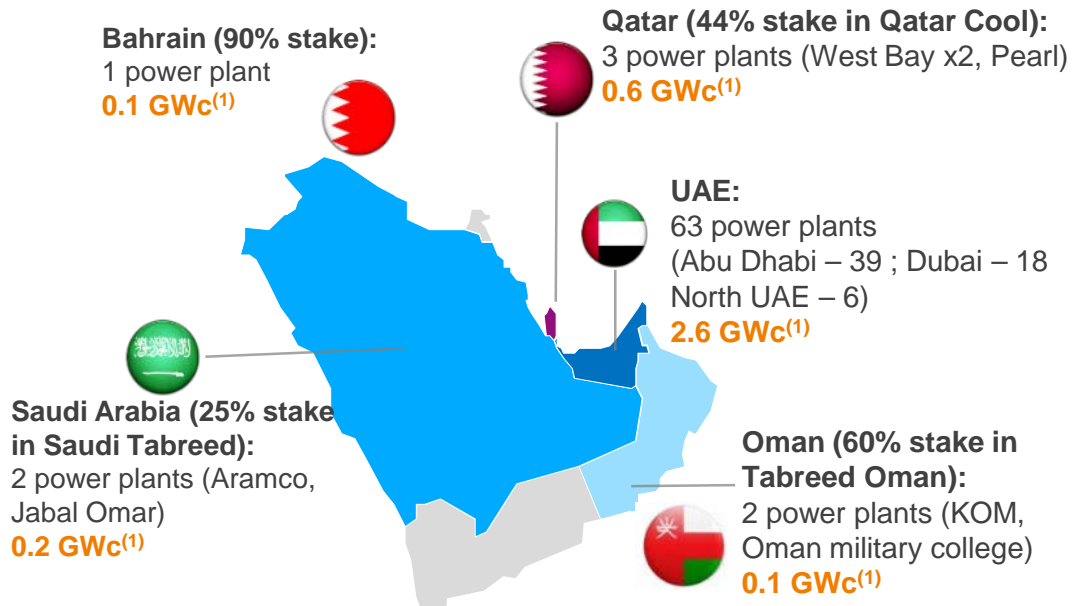 Bahrain (90% stake):
1 power plant
0.1 GWc(1)
Qatar (44% stake in Qatar Cool):
3 power plants (West Bay x2, Pearl)
0.6 GWc(1)
UAE:
63 power plants
(Abu Dhabi – 39 ; Dubai – 18
North UAE – 6)
2.6 GWc(1)
Saudi Arabia (25% stake
in Saudi Tabreed):
2 power plants (Aramco,
Jabal Omar)
0.2 GWc(1)
Oman (60% stake in
Tabreed Oman):
2 power plants (KOM,
Oman military college)
0.1 GWc(1)